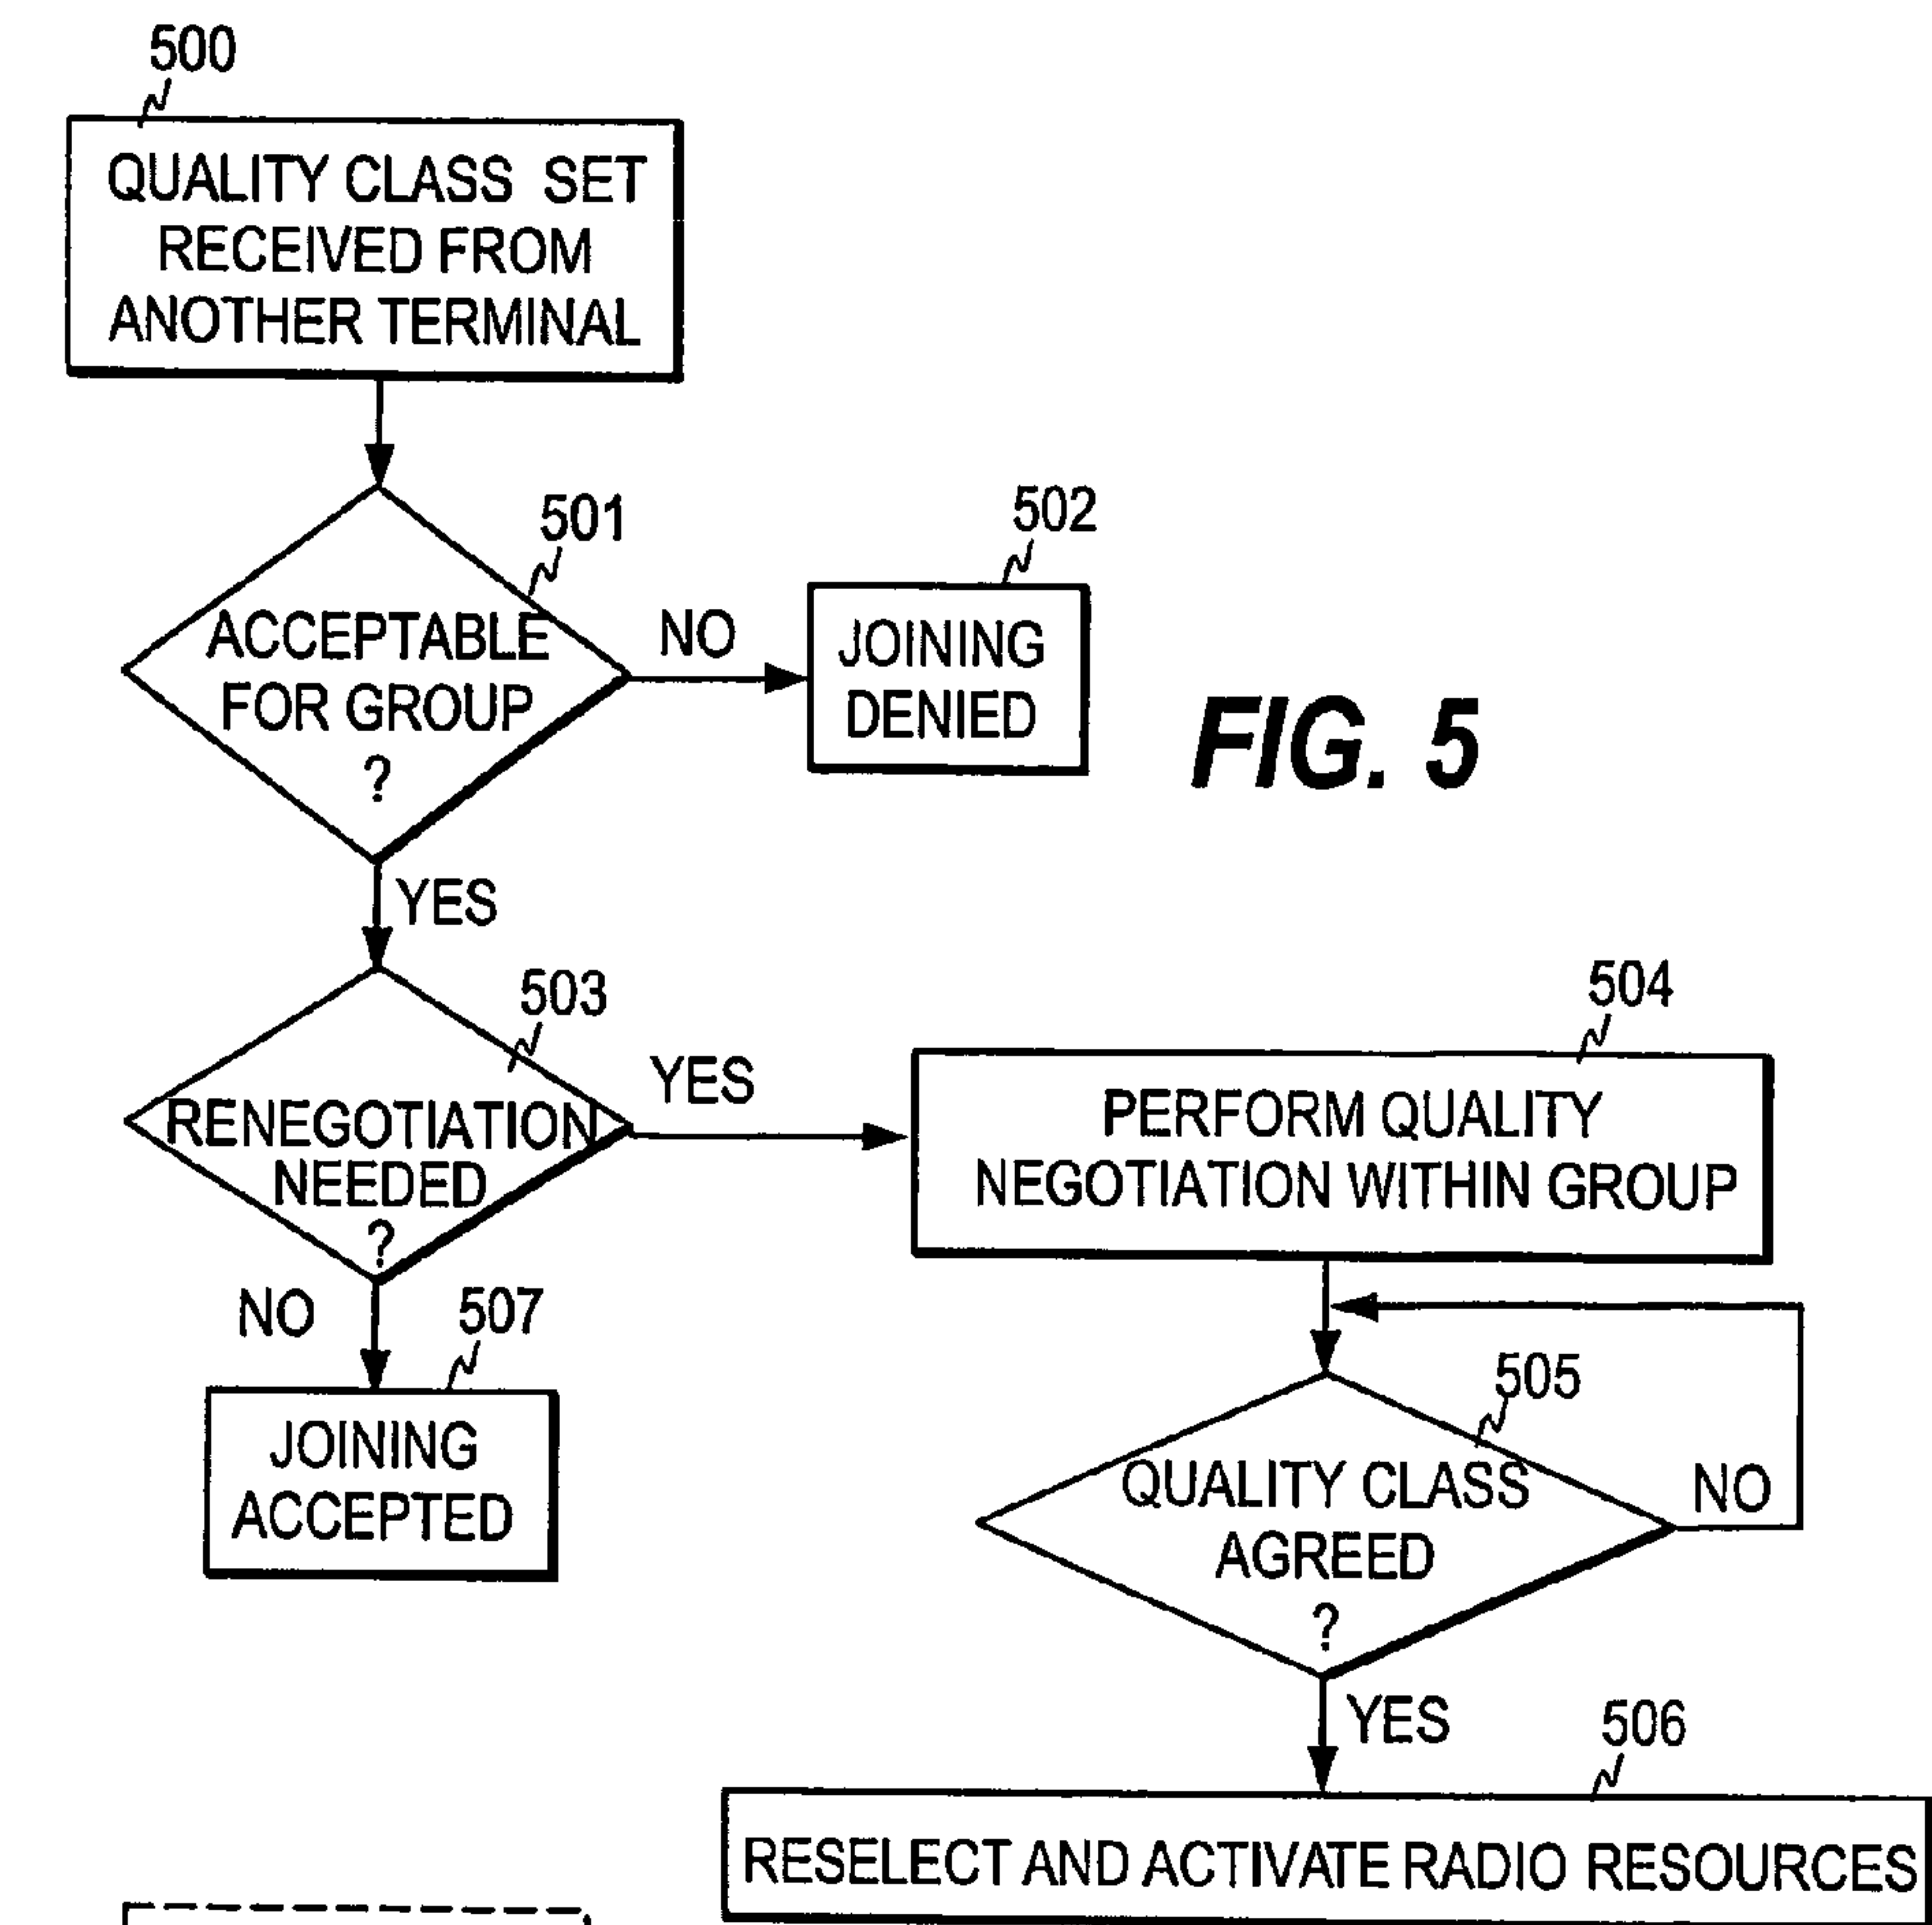 500
QUALITY CLASS SET
RECEIVED FROM
ANOTHER TERMINAL
501
ACCEPTABLE
FOR GROUP
?
NO
502
JOINING
DENIED
FIG. 5
YES
503
RENEGOTIATION
NEEDED
?
YES
504
PERFORM QUALITY
NEGOTIATION WITHIN GROUP
NO
507
JOINING
ACCEPTED
505
QUALITY CLASS
AGREED
?
NO
YES
506
RESELECT AND ACTIVATE RADIO RESOURCES